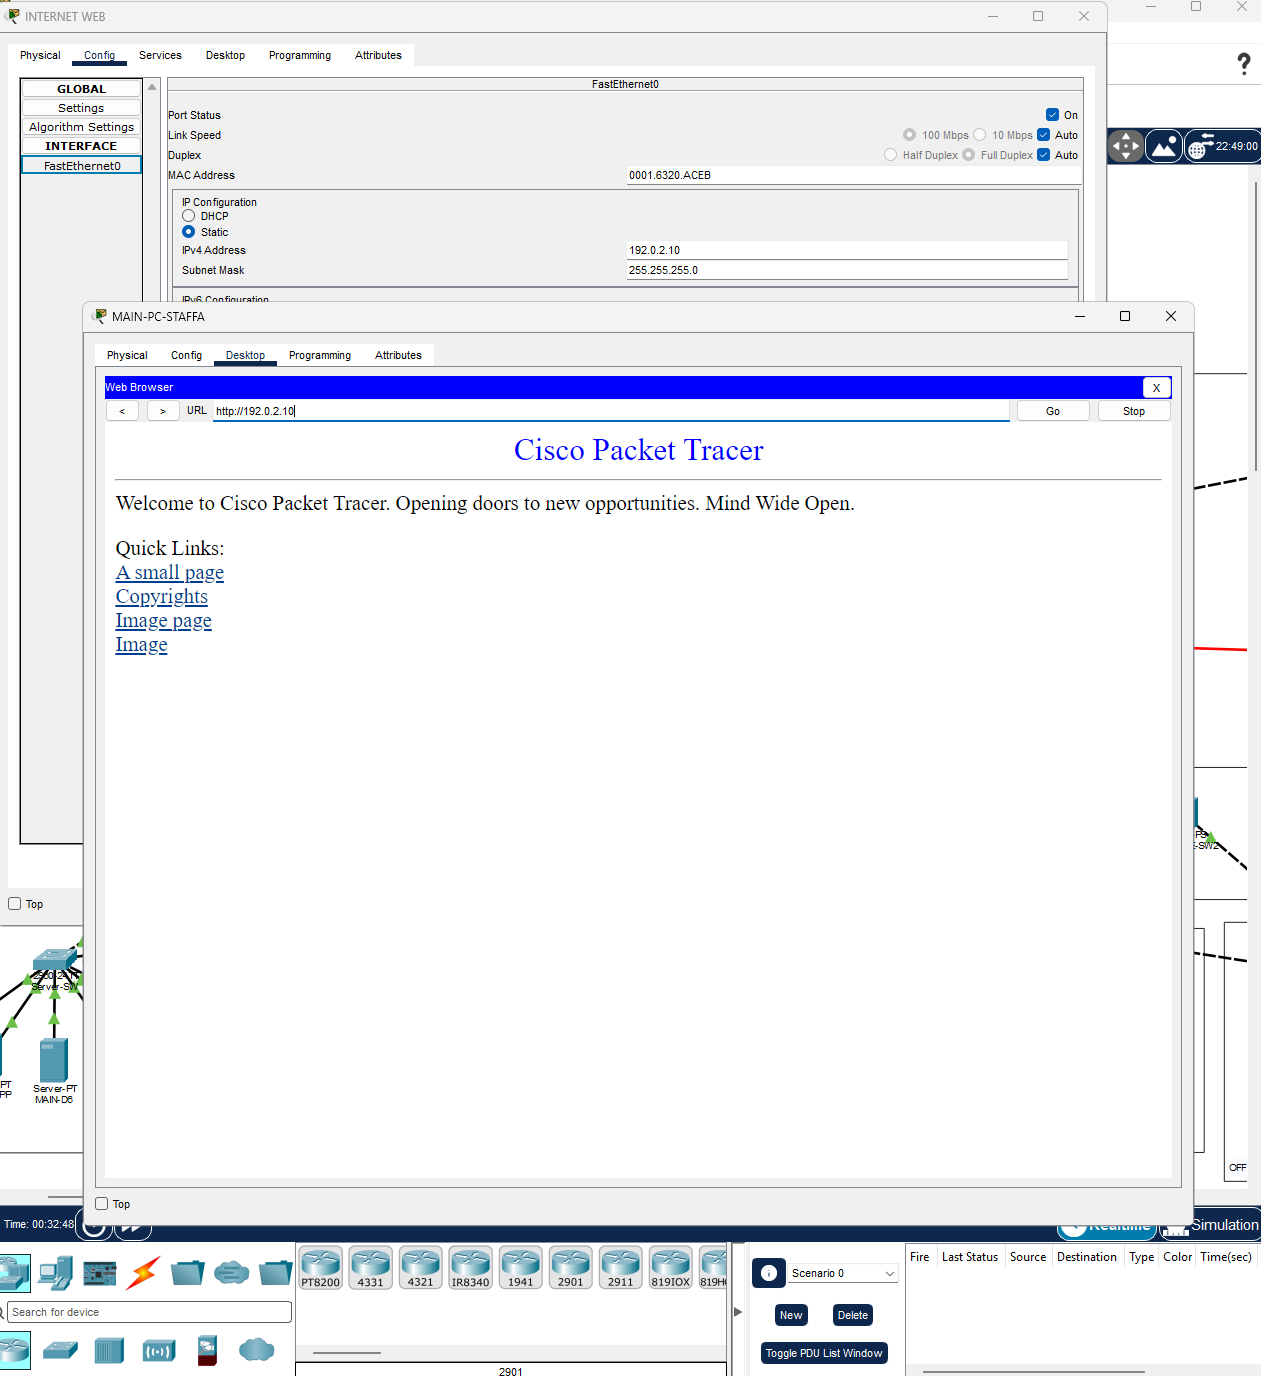 INTERNET WEB
Physical Config Services Desktop Programming Attributes
GLOBAL
Settings
Algorithm Settings
INTERFACE
FastEthernet0
FastEthernet0
Port Status On
Link Speed 100 Mbps 10 Mbps Auto
Duplex Half Duplex Full Duplex Auto
MAC Address 0001.6320.ACEB
IP Configuration
DHCP
Static
IPv4 Address 192.0.2.10
Subnet Mask 255.255.255.0
IPv6 Configuration
?
22:49:00
MAIN-PC-STAFFA
Physical Config Desktop Programming Attributes
Web Browser X
< > URL http://192.0.2.10 Go Stop
Cisco Packet Tracer
Welcome to Cisco Packet Tracer. Opening doors to new opportunities. Mind Wide Open.
Quick Links:
A small page
Copyrights
Image page
Image
Top
Top
-SW2
Server-SW
PT
PP
Server-PT
MAIN-D6
OFF
Time: 00:32:48
Realtime
Simulation
PT8200 4331 4321 IR8340 1941 2901 2911 819IOX
Search for device
2901
Scenario 0
New Delete
Toggle PDU List Window
Fire Last Status Source Destination Type Color Time(sec)